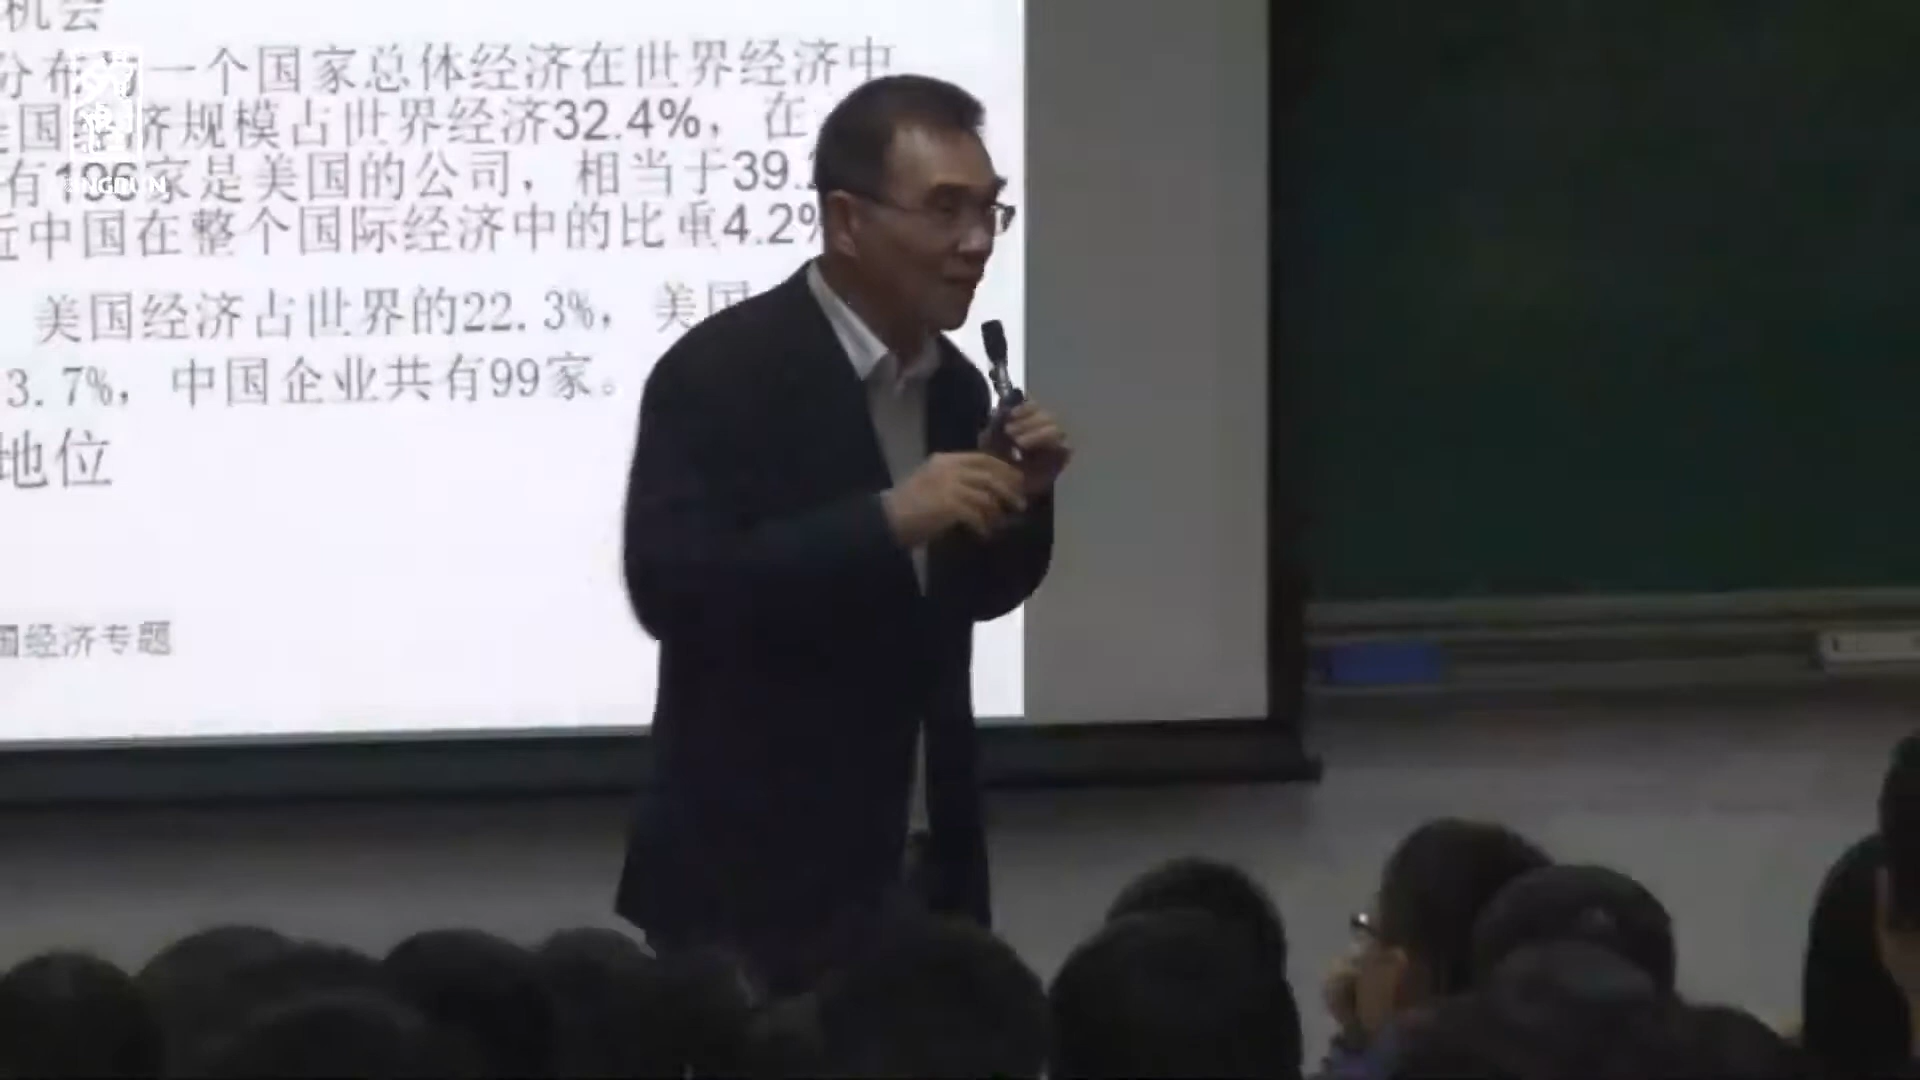 机会
分布 一个国家总体经济在世界经济中
国经济规模占世界经济32.4%，在
有196家是美国的公司，相当于39.
近中国在整个国际经济中的比重4.2%
美国经济占世界的22.3%，美国
3.7%，中国企业共有99家。
地位
国经济专题